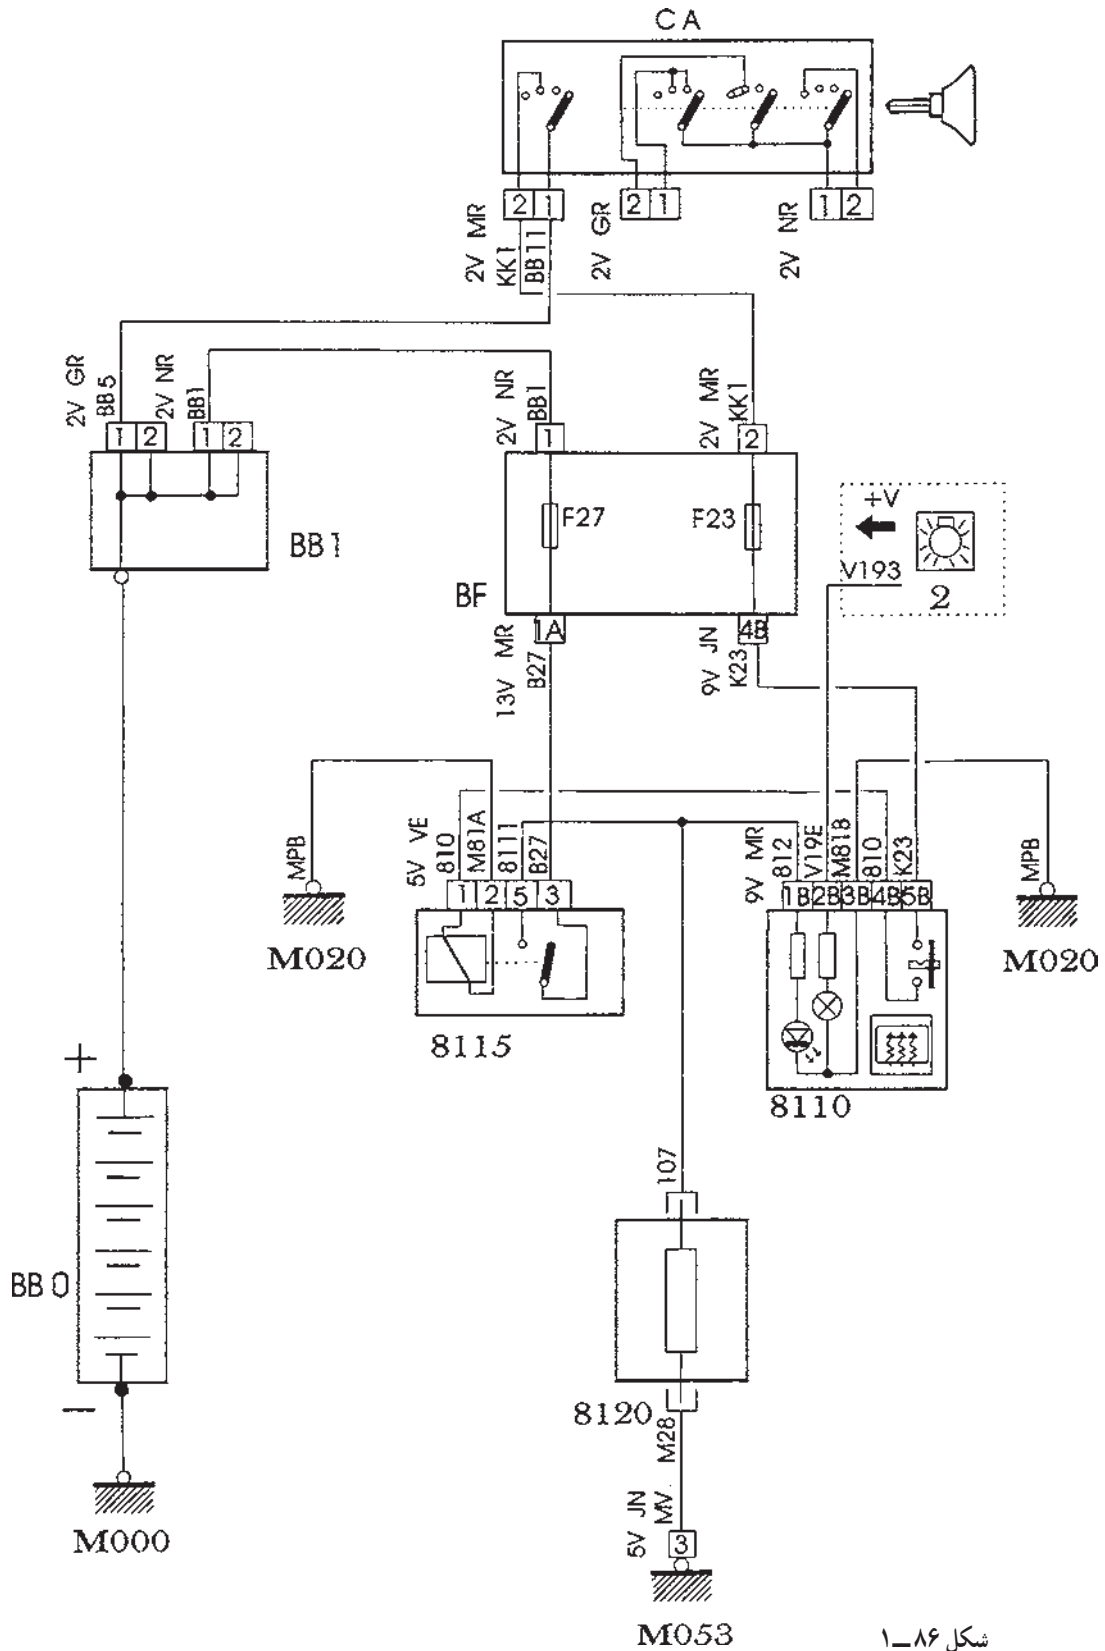 CA
2 1
2 1
1 2
2V MR
KK1
BB11
2V GR
2V NR
2V GR
BB5
2V NR
BB1
2V NR
BB1
2V MR
KK1
1 2
1 2
1
2
F27
F23
+V
V193
2
BB1
BF
1A
4B
13V MR
B27
9V JN
K23
MPB
5V VE
810
M81A
8111
B27
9V MR
812
V19E
M81B
810
K23
MPB
1 2 5 3
1B 2B 3B 4B 5B
M020
M020
8115
8110
+
107
BB0
8120
M28
−
5V JN
MV.
3
M000
M053
شکل ۸۶–۱